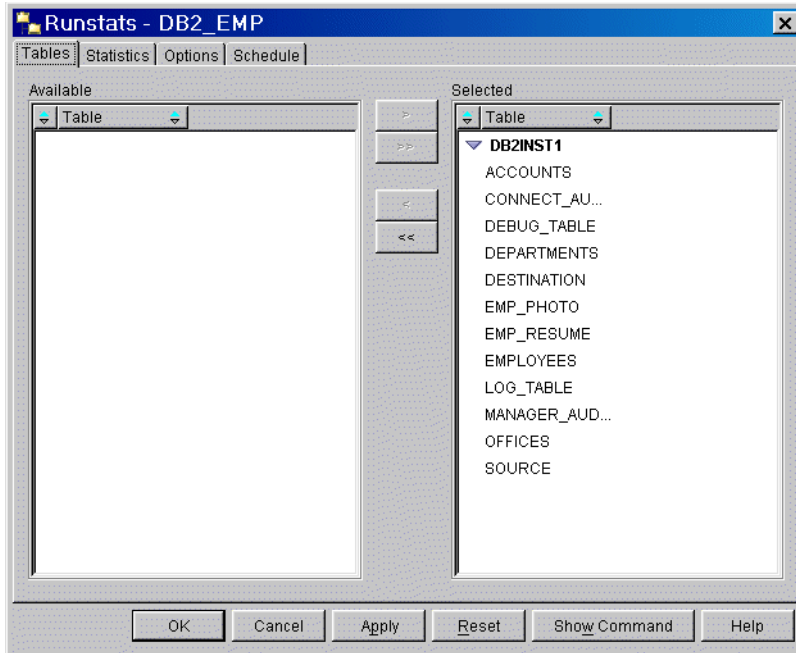 Runstats - DB2_EMP
Tables Statistics Options Schedule
Available
Table
>
>>
<
<<
Selected
Table
DB2INST1
ACCOUNTS
CONNECT_AU...
DEBUG_TABLE
DEPARTMENTS
DESTINATION
EMP_PHOTO
EMP_RESUME
EMPLOYEES
LOG_TABLE
MANAGER_AUD...
OFFICES
SOURCE
OK Cancel Apply Reset Show Command Help